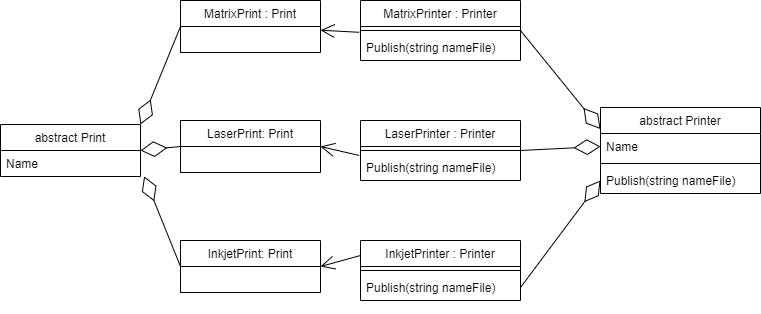 MatrixPrint : Print
MatrixPrinter : Printer
Publish(string nameFile)
abstract Print
Name
LaserPrint: Print
LaserPrinter : Printer
Publish(string nameFile)
abstract Printer
Name
Publish(string nameFile)
InkjetPrint: Print
InkjetPrinter : Printer
Publish(string nameFile)